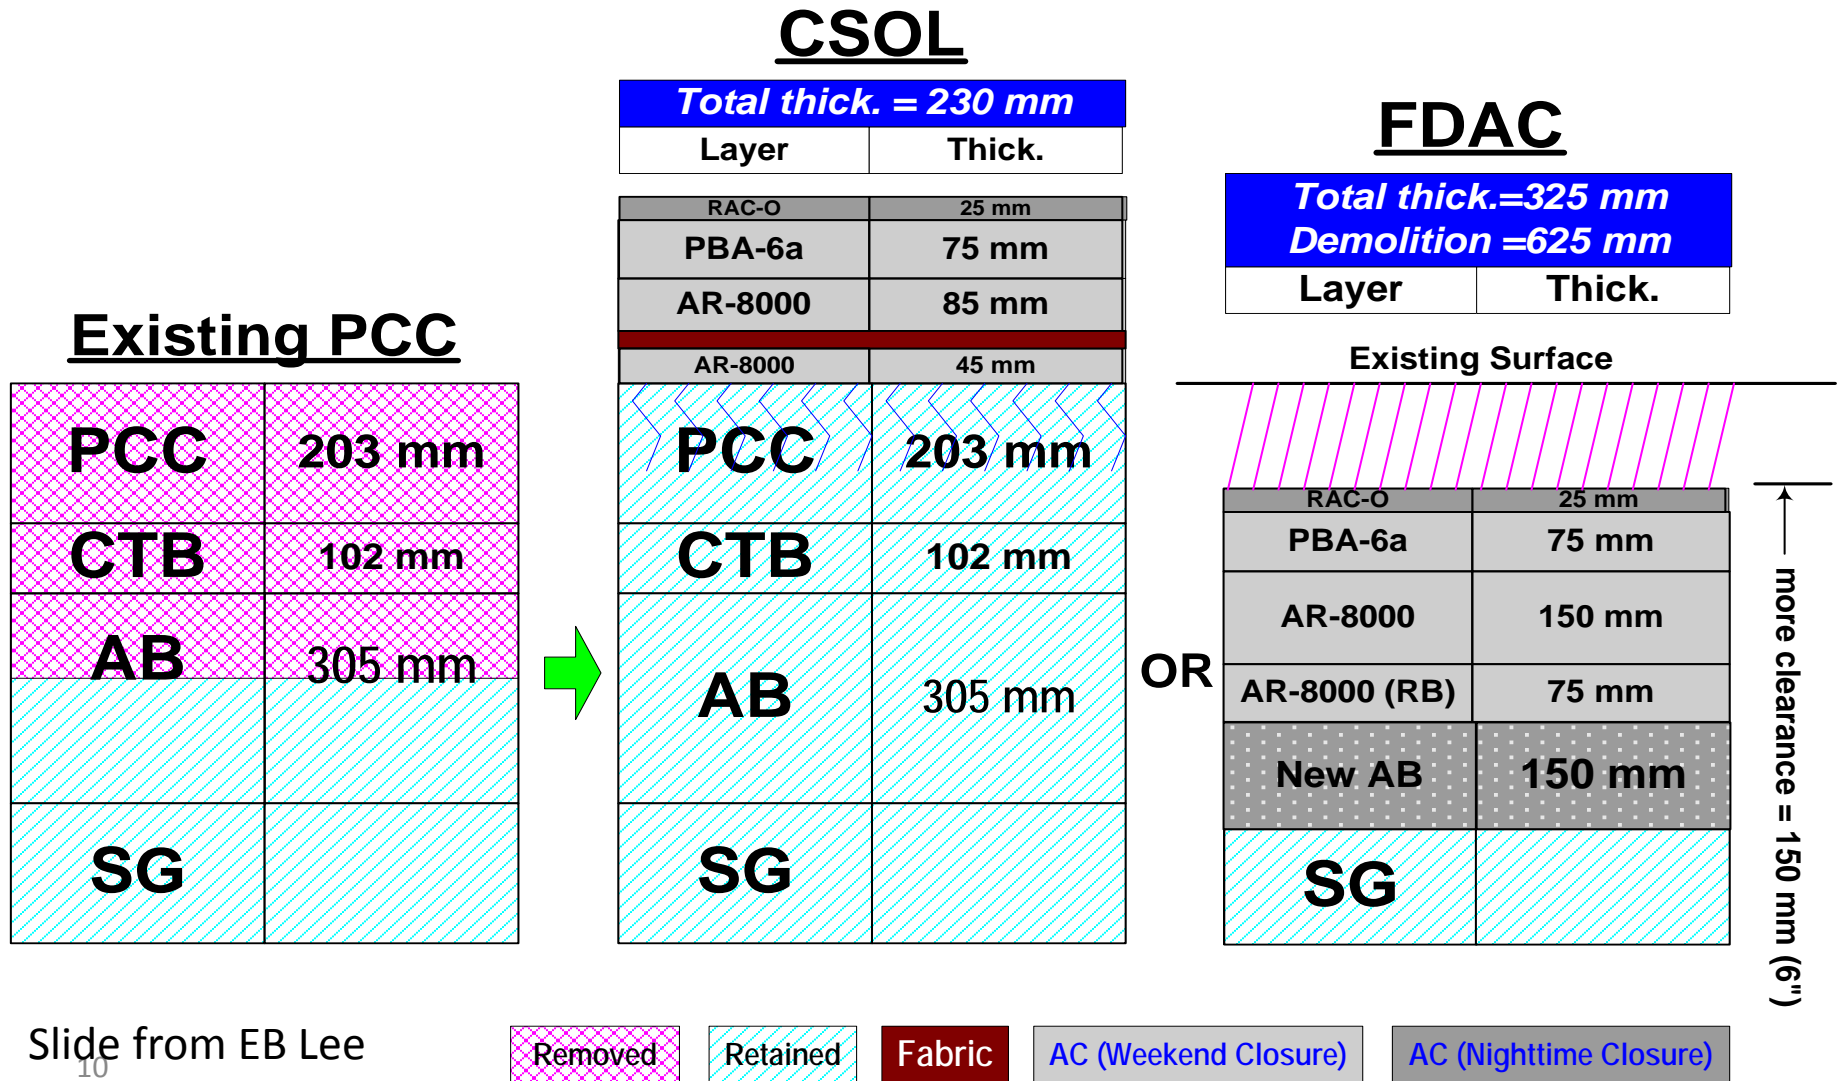 CSOL
Total thick. = 230 mm
Layer Thick.
RAC-O 25 mm
PBA-6a 75 mm
AR-8000 85 mm
AR-8000 45 mm
PCC 203 mm
CTB 102 mm
AB 305 mm
SG
FDAC
Total thick.=325 mm
Demolition =625 mm
Layer Thick.
Existing Surface
RAC-O 25 mm
PBA-6a 75 mm
AR-8000 150 mm
AR-8000 (RB) 75 mm
New AB 150 mm
SG
more clearance = 150 mm (6")
OR
Existing PCC
PCC 203 mm
CTB 102 mm
AB 305 mm
SG
Slide from EB Lee
10
Removed
Retained
Fabric
AC (Weekend Closure)
AC (Nighttime Closure)